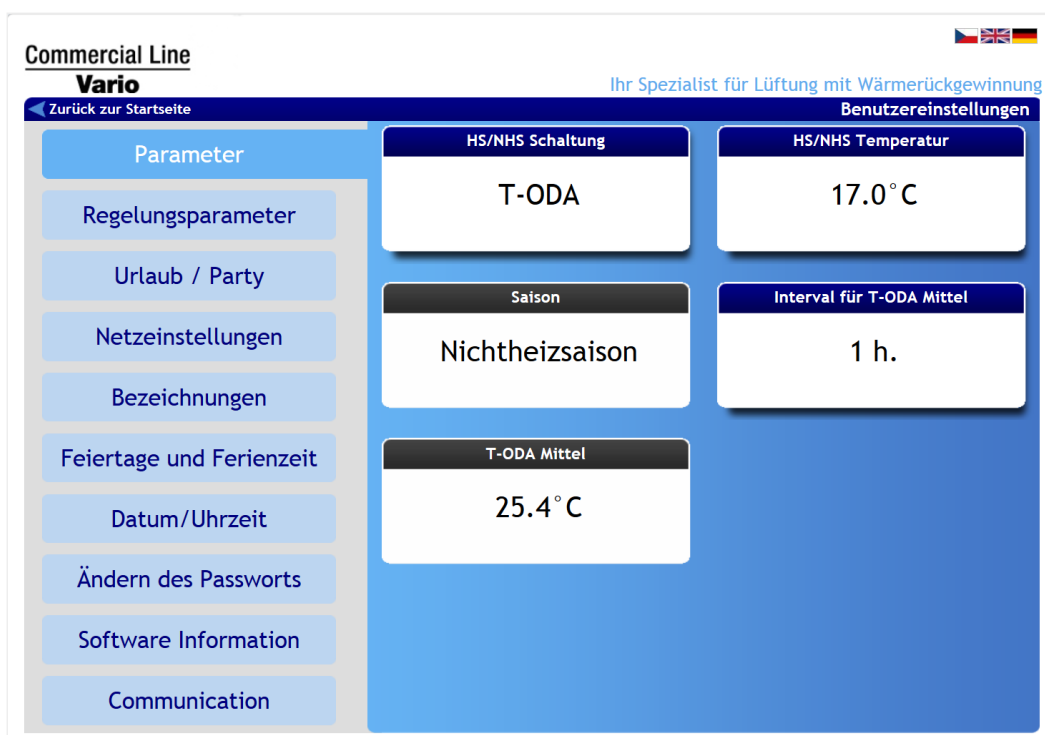 Commercial Line
Vario
Ihr Spezialist für Lüftung mit Wärmerückgewinnung
Zurück zur Startseite
Benutzereinstellungen
Parameter
Regelungsparameter
Urlaub / Party
Netzeinstellungen
Bezeichnungen
Feiertage und Ferienzeit
Datum/Uhrzeit
Ändern des Passworts
Software Information
Communication
HS/NHS Schaltung
T-ODA
HS/NHS Temperatur
17.0°C
Saison
Nichtheizsaison
Interval für T-ODA Mittel
1 h.
T-ODA Mittel
25.4°C